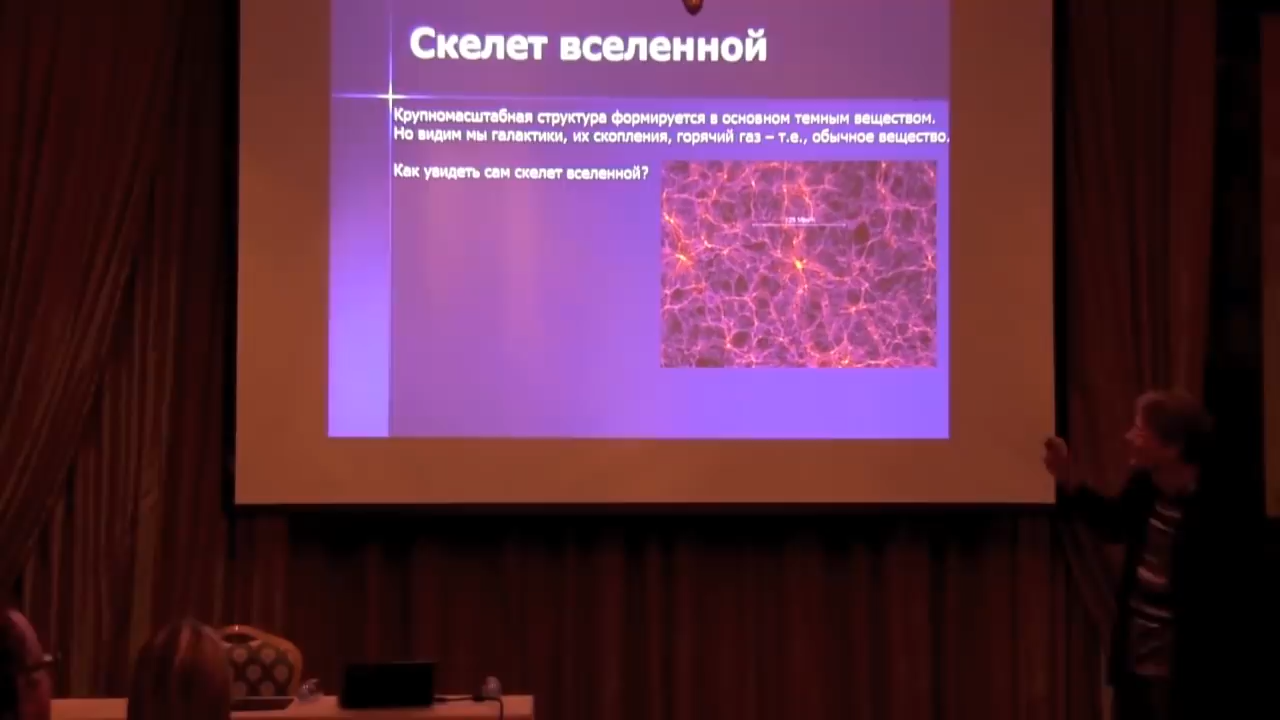 Скелет вселенной
Крупномасштабная структура формируется в основном темным веществом.
Но видим мы галактики, их скопления, горячий газ – т.е., обычное вещество.
Как увидеть сам скелет вселенной?